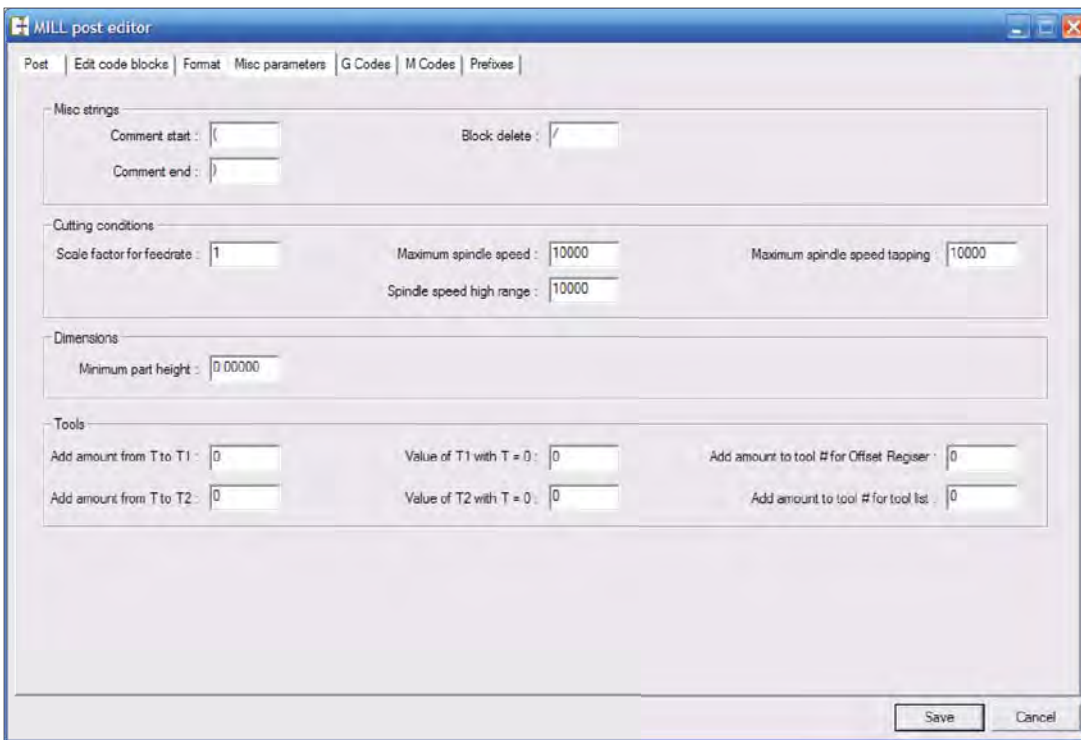 MILL post editor
Post Edit code blocks Format Misc parameters G Codes M Codes Prefixes
Misc strings
Comment start : ( Block delete : /
Comment end : )
Cutting conditions
Scale factor for feedrate : 1 Maximum spindle speed : 10000 Maximum spindle speed tapping : 10000
Spindle speed high range : 10000
Dimensions
Minimum part height : 0.00000
Tools
Add amount from T to T1 : 0 Value of T1 with T = 0 : 0 Add amount to tool # for Offset Regiser : 0
Add amount from T to T2 : 0 Value of T2 with T = 0 : 0 Add amount to tool # for tool list : 0
Save Cancel